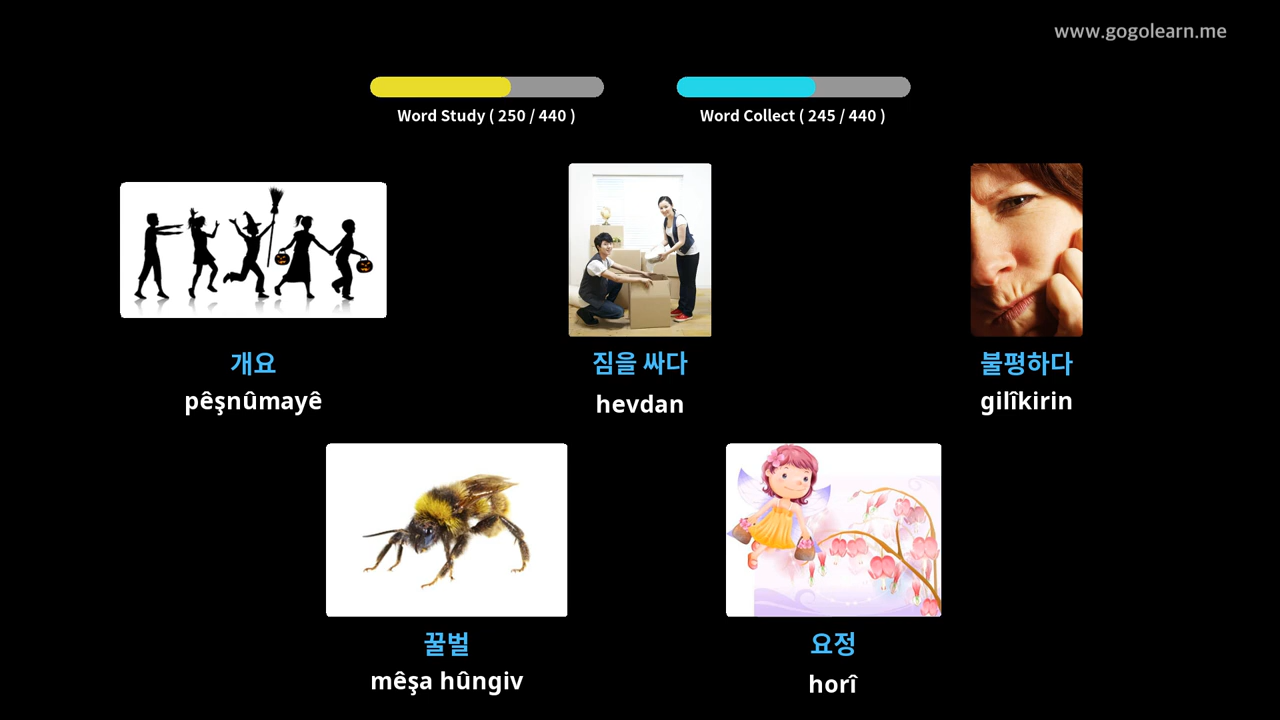 www.gogolearn.me
Word Study ( 250 / 440 )
Word Collect ( 245 / 440 )
개요
pêşnûmayê
짐을 싸다
hevdan
불평하다
gilîkirin
꿀벌
mêşa hûngiv
요정
horî